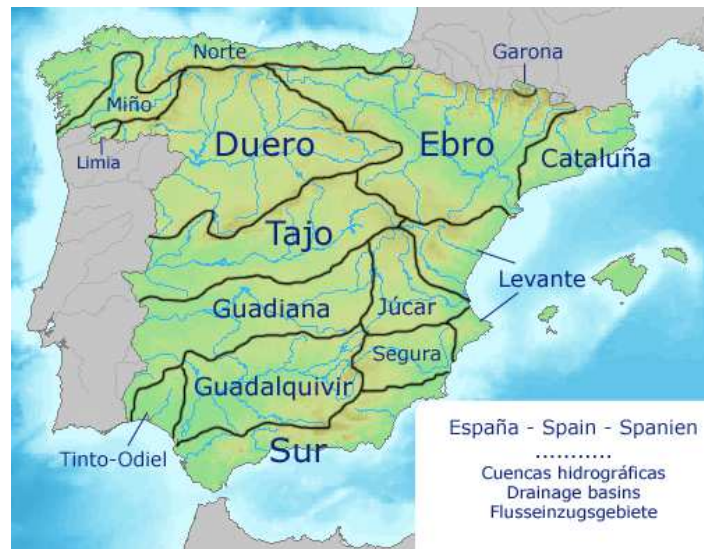 Norte
Garona
Miño
Limia
Duero
Ebro
Cataluña
Tajo
Levante
Guadiana
Júcar
Segura
Guadalquivir
Tinto-Odiel
Sur
España - Spain - Spanien
...........
Cuencas hidrográficas
Drainage basins
Flusseinzugsgebiete